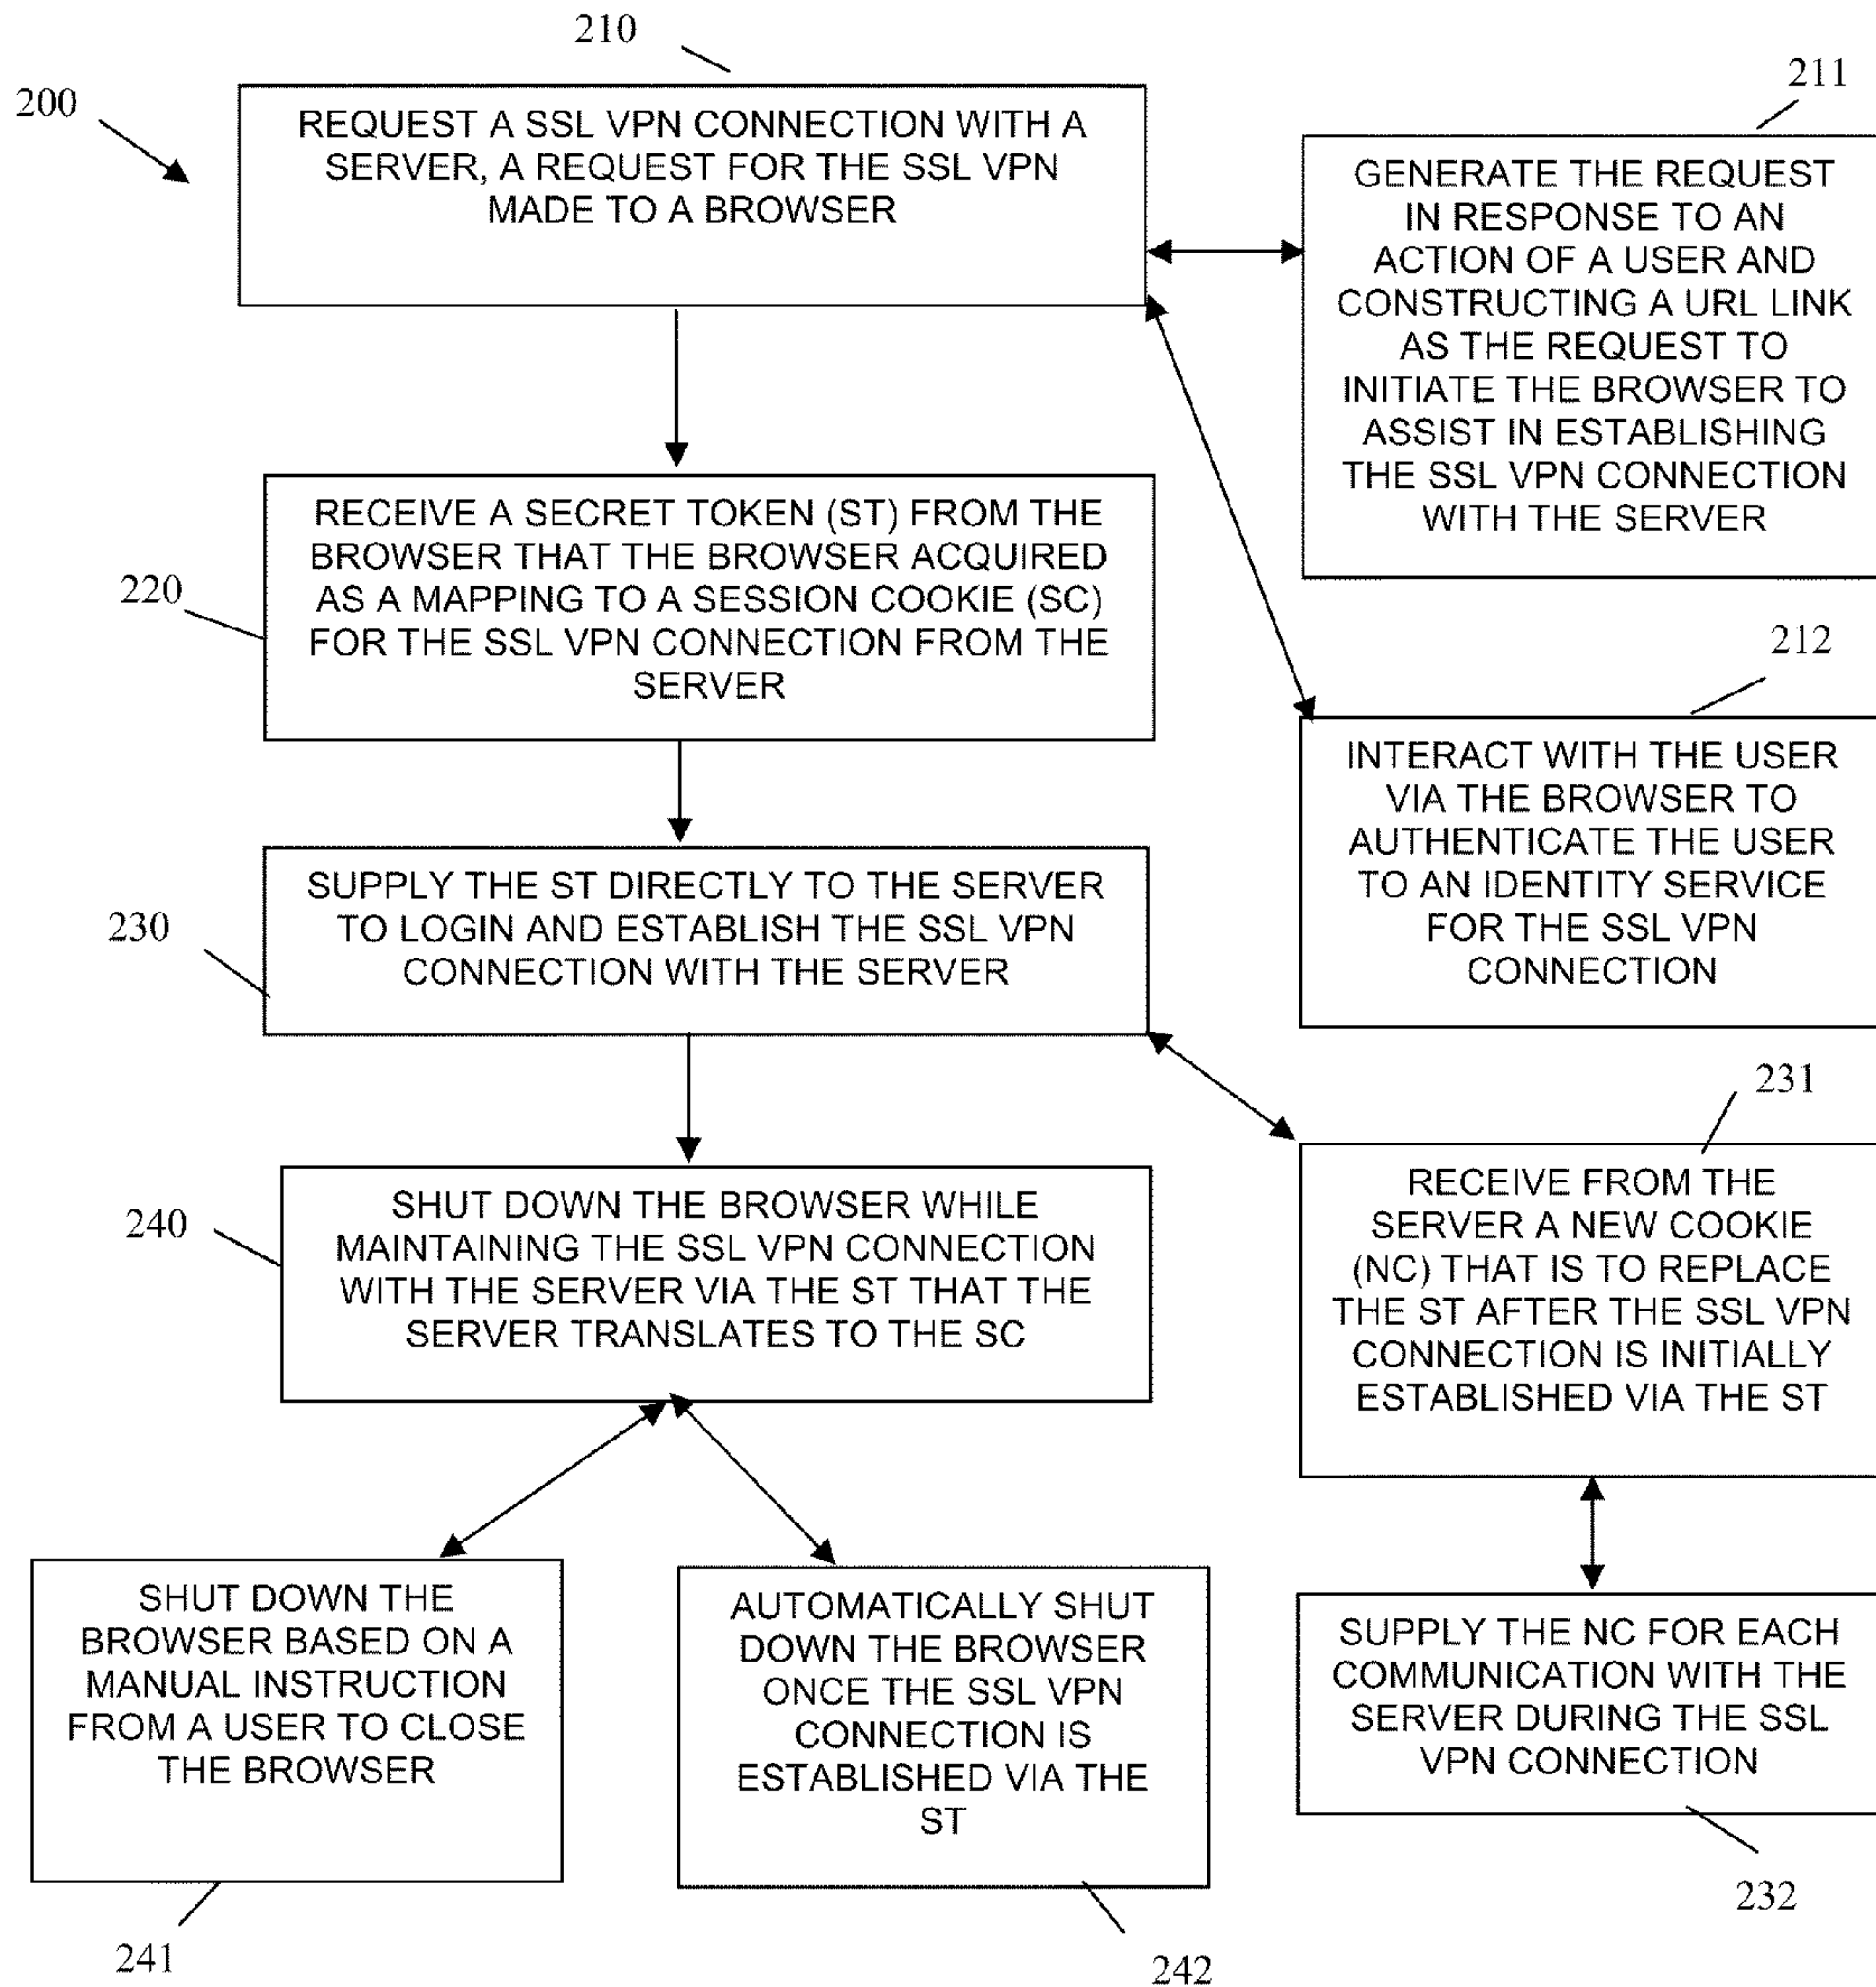 210
200
REQUEST A SSL VPN CONNECTION WITH A
SERVER, A REQUEST FOR THE SSL VPN
MADE TO A BROWSER
211
GENERATE THE REQUEST
IN RESPONSE TO AN
ACTION OF A USER AND
CONSTRUCTING A URL LINK
AS THE REQUEST TO
INITIATE THE BROWSER TO
ASSIST IN ESTABLISHING
THE SSL VPN CONNECTION
WITH THE SERVER
220
RECEIVE A SECRET TOKEN (ST) FROM THE
BROWSER THAT THE BROWSER ACQUIRED
AS A MAPPING TO A SESSION COOKIE (SC)
FOR THE SSL VPN CONNECTION FROM THE
SERVER
212
INTERACT WITH THE USER
VIA THE BROWSER TO
AUTHENTICATE THE USER
TO AN IDENTITY SERVICE
FOR THE SSL VPN
CONNECTION
230
SUPPLY THE ST DIRECTLY TO THE SERVER
TO LOGIN AND ESTABLISH THE SSL VPN
CONNECTION WITH THE SERVER
231
RECEIVE FROM THE
SERVER A NEW COOKIE
(NC) THAT IS TO REPLACE
THE ST AFTER THE SSL VPN
CONNECTION IS INITIALLY
ESTABLISHED VIA THE ST
240
SHUT DOWN THE BROWSER WHILE
MAINTAINING THE SSL VPN CONNECTION
WITH THE SERVER VIA THE ST THAT THE
SERVER TRANSLATES TO THE SC
SHUT DOWN THE
BROWSER BASED ON A
MANUAL INSTRUCTION
FROM A USER TO CLOSE
THE BROWSER
241
AUTOMATICALLY SHUT
DOWN THE BROWSER
ONCE THE SSL VPN
CONNECTION IS
ESTABLISHED VIA THE
ST
242
SUPPLY THE NC FOR EACH
COMMUNICATION WITH THE
SERVER DURING THE SSL
VPN CONNECTION
232